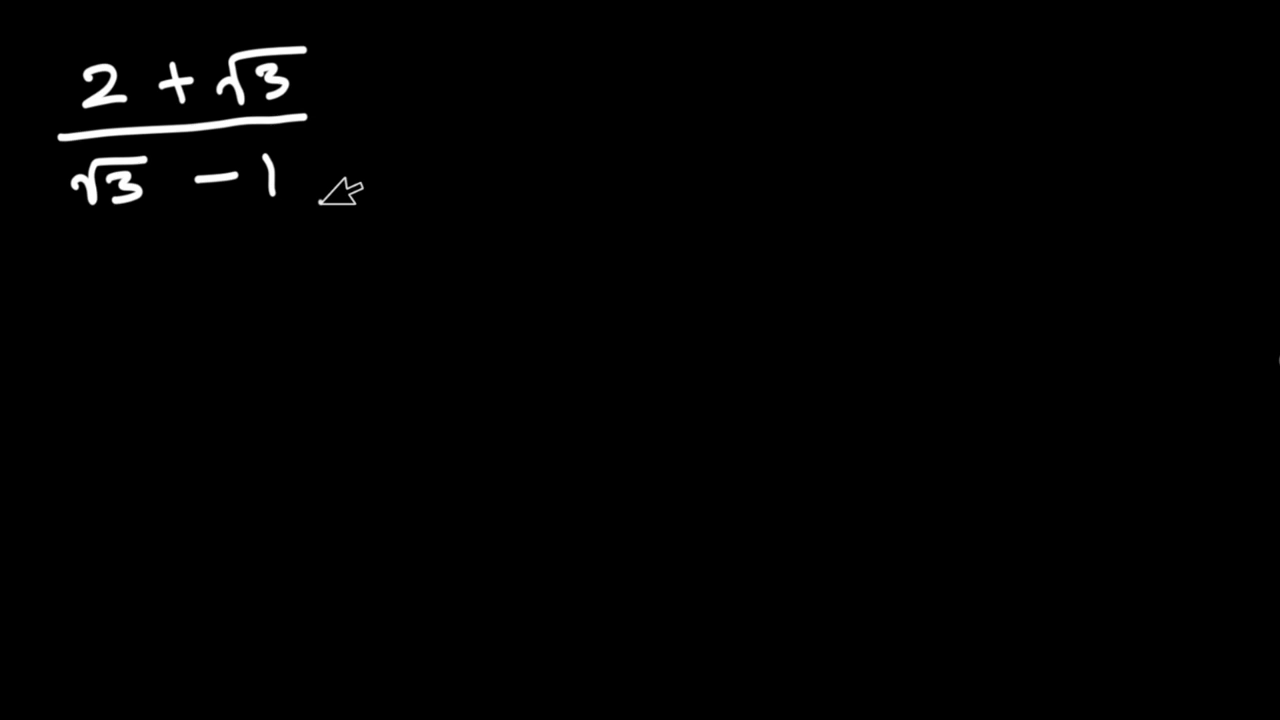 2 + √3
√3 - 1